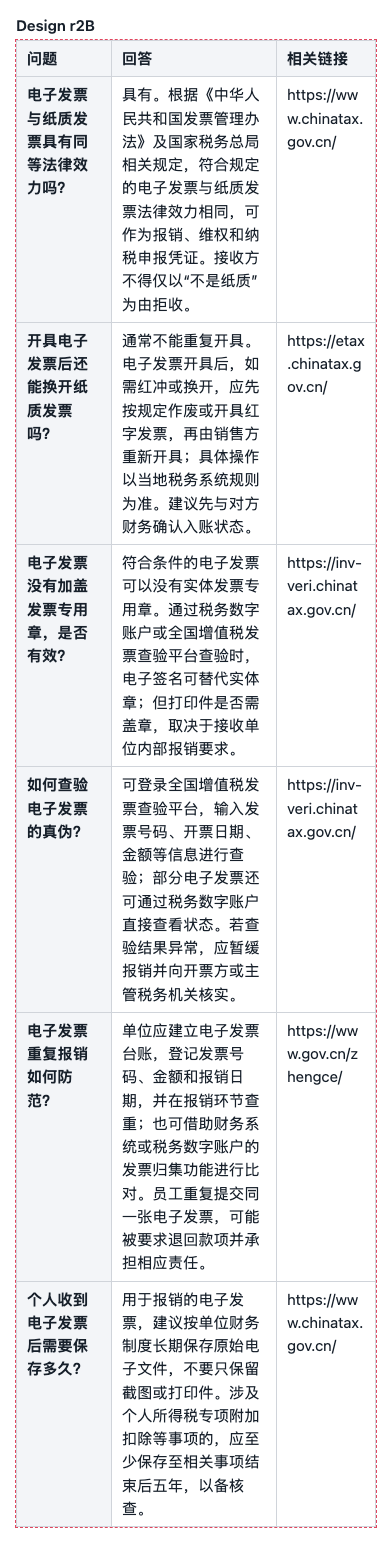 Design r2B
问题
回答
相关链接
电子发票
与纸质发
票具有同
等法律效
力吗？
具有。根据《中华人
民共和国发票管理办
法》及国家税务总局
相关规定，符合规定
的电子发票与纸质发
票法律效力相同，可
作为报销、维权和纳
税申报凭证。接收方
不得仅以“不是纸质”
为由拒收。
https://ww
w.chinatax.
gov.cn/
开具电子
发票后还
能换开纸
质发票
吗？
通常不能重复开具。
电子发票开具后，如
需红冲或换开，应先
按规定作废或开具红
字发票，再由销售方
重新开具；具体操作
以当地税务系统规则
为准。建议先与对方
财务确认入账状态。
https://etax
.chinatax.g
ov.cn/
电子发票
没有加盖
发票专用
章，是否
有效？
符合条件的电子发票
可以没有实体发票专
用章。通过税务数字
账户或全国增值税发
票查验平台查验时，
电子签名可替代实体
章；但打印件是否需
盖章，取决于接收单
位内部报销要求。
https://inv-
veri.chinat
ax.gov.cn/
如何查验
电子发票
的真伪？
可登录全国增值税发
票查验平台，输入发
票号码、开票日期、
金额等信息进行查
验；部分电子发票还
可通过税务数字账户
直接查看状态。若查
验结果异常，应暂缓
报销并向开票方或主
管税务机关核实。
https://inv-
veri.chinat
ax.gov.cn/
电子发票
重复报销
如何防
范？
单位应建立电子发票
台账，登记发票号
码、金额和报销日
期，并在报销环节查
重；也可借助财务系
统或税务数字账户的
发票归集功能进行比
对。员工重复提交同
一张电子发票，可能
被要求退回款项并承
担相应责任。
https://ww
w.gov.cn/z
hengce/
个人收到
电子发票
后需要保
存多久？
用于报销的电子发
票，建议按单位财务
制度长期保存原始电
子文件，不要只保留
截图或打印件。涉及
个人所得税专项附加
扣除等事项的，应至
少保存至相关事项结
束后五年，以备核
查。
https://ww
w.chinatax.
gov.cn/